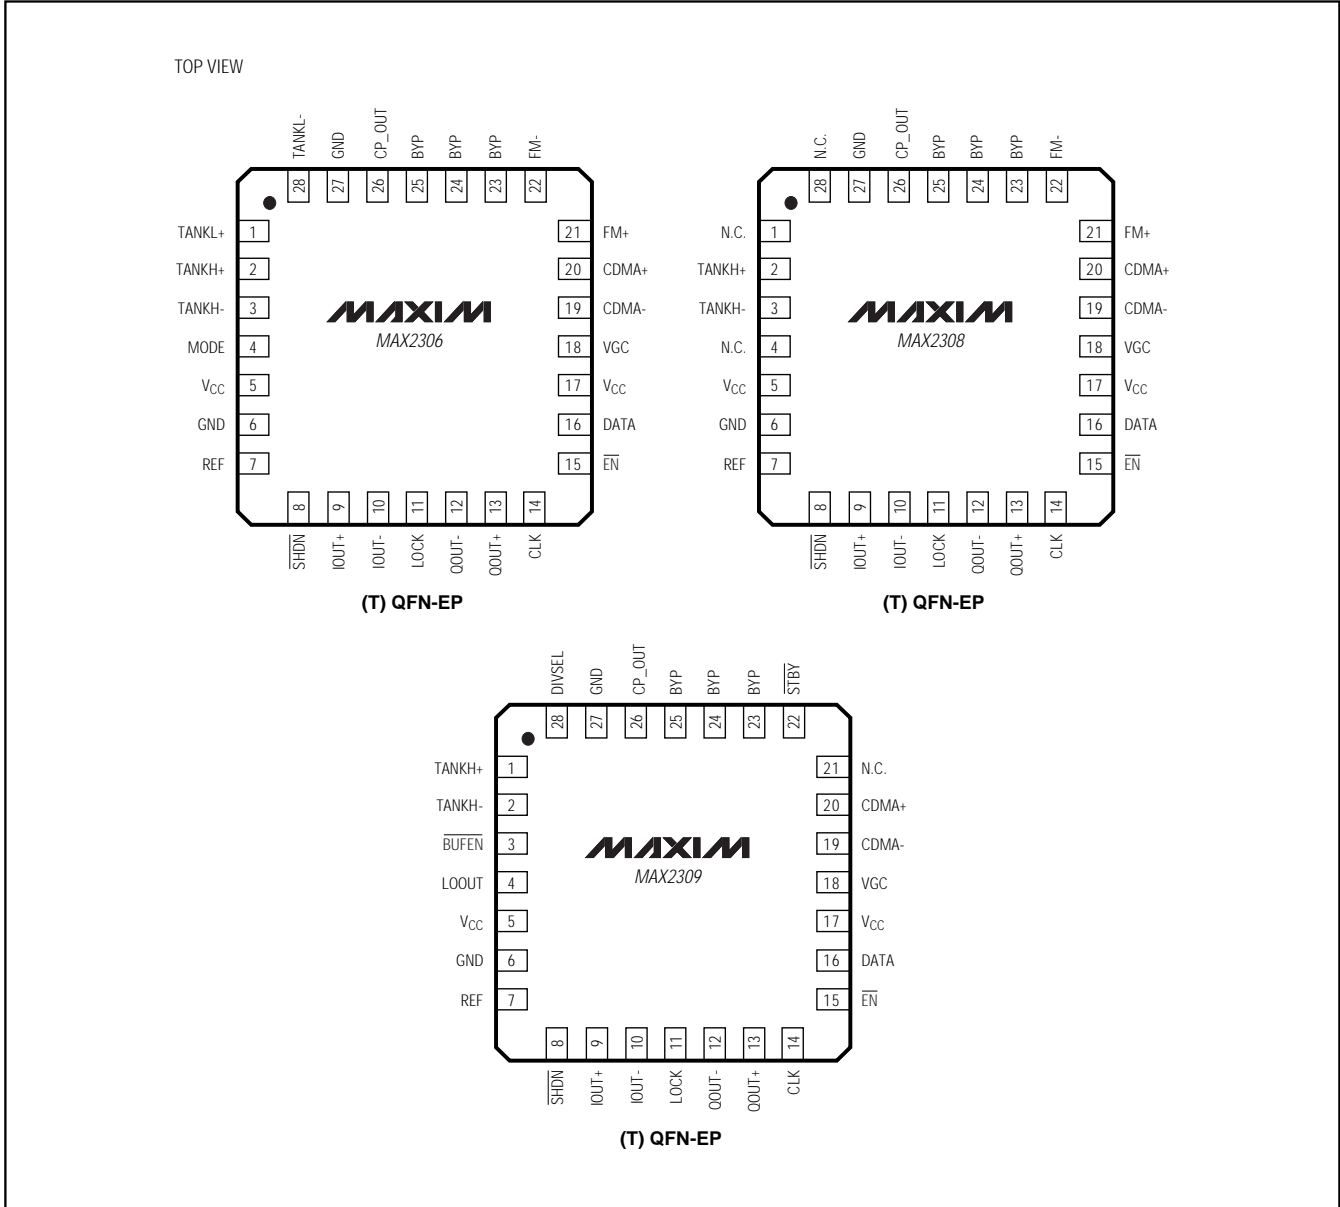 TOP VIEW
TANKL- GND CP_OUT BYP BYP BYP FM-
28 27 26 25 24 23 22
TANKL+ 1
TANKH+ 2
TANKH- 3
MODE 4
VCC 5
GND 6
REF 7
21 FM+
20 CDMA+
19 CDMA-
18 VGC
17 VCC
16 DATA
15 EN
MAXIM
MAX2306
8 9 10 11 12 13 14
SHDN IOUT+ IOUT- LOCK QOUT- QOUT+ CLK
(T) QFN-EP
N.C. GND CP_OUT BYP BYP BYP FM-
28 27 26 25 24 23 22
N.C. 1
TANKH+ 2
TANKH- 3
N.C. 4
VCC 5
GND 6
REF 7
21 FM+
20 CDMA+
19 CDMA-
18 VGC
17 VCC
16 DATA
15 EN
MAXIM
MAX2308
8 9 10 11 12 13 14
SHDN IOUT+ IOUT- LOCK QOUT- QOUT+ CLK
(T) QFN-EP
DIVSEL GND CP_OUT BYP BYP BYP STBY
28 27 26 25 24 23 22
TANKH+ 1
TANKH- 2
BUFEN 3
LOOUT 4
VCC 5
GND 6
REF 7
21 N.C.
20 CDMA+
19 CDMA-
18 VGC
17 VCC
16 DATA
15 EN
MAXIM
MAX2309
8 9 10 11 12 13 14
SHDN IOUT+ IOUT- LOCK QOUT- QOUT+ CLK
(T) QFN-EP